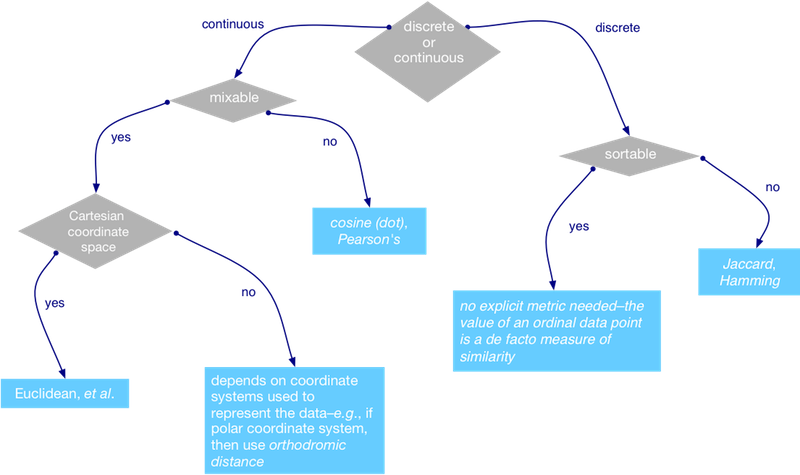 discrete
or
continuous
continuous
discrete
mixable
yes
no
sortable
yes
no
Cartesian
coordinate
space
cosine (dot),
Pearson's
Jaccard,
Hamming
yes
no
no explicit metric needed–the
value of an ordinal data point
is a de facto measure of
similarity
Euclidean, et al.
depends on coordinate
systems used to
represent the data–e.g., if
polar coordinate system,
then use orthodromic
distance